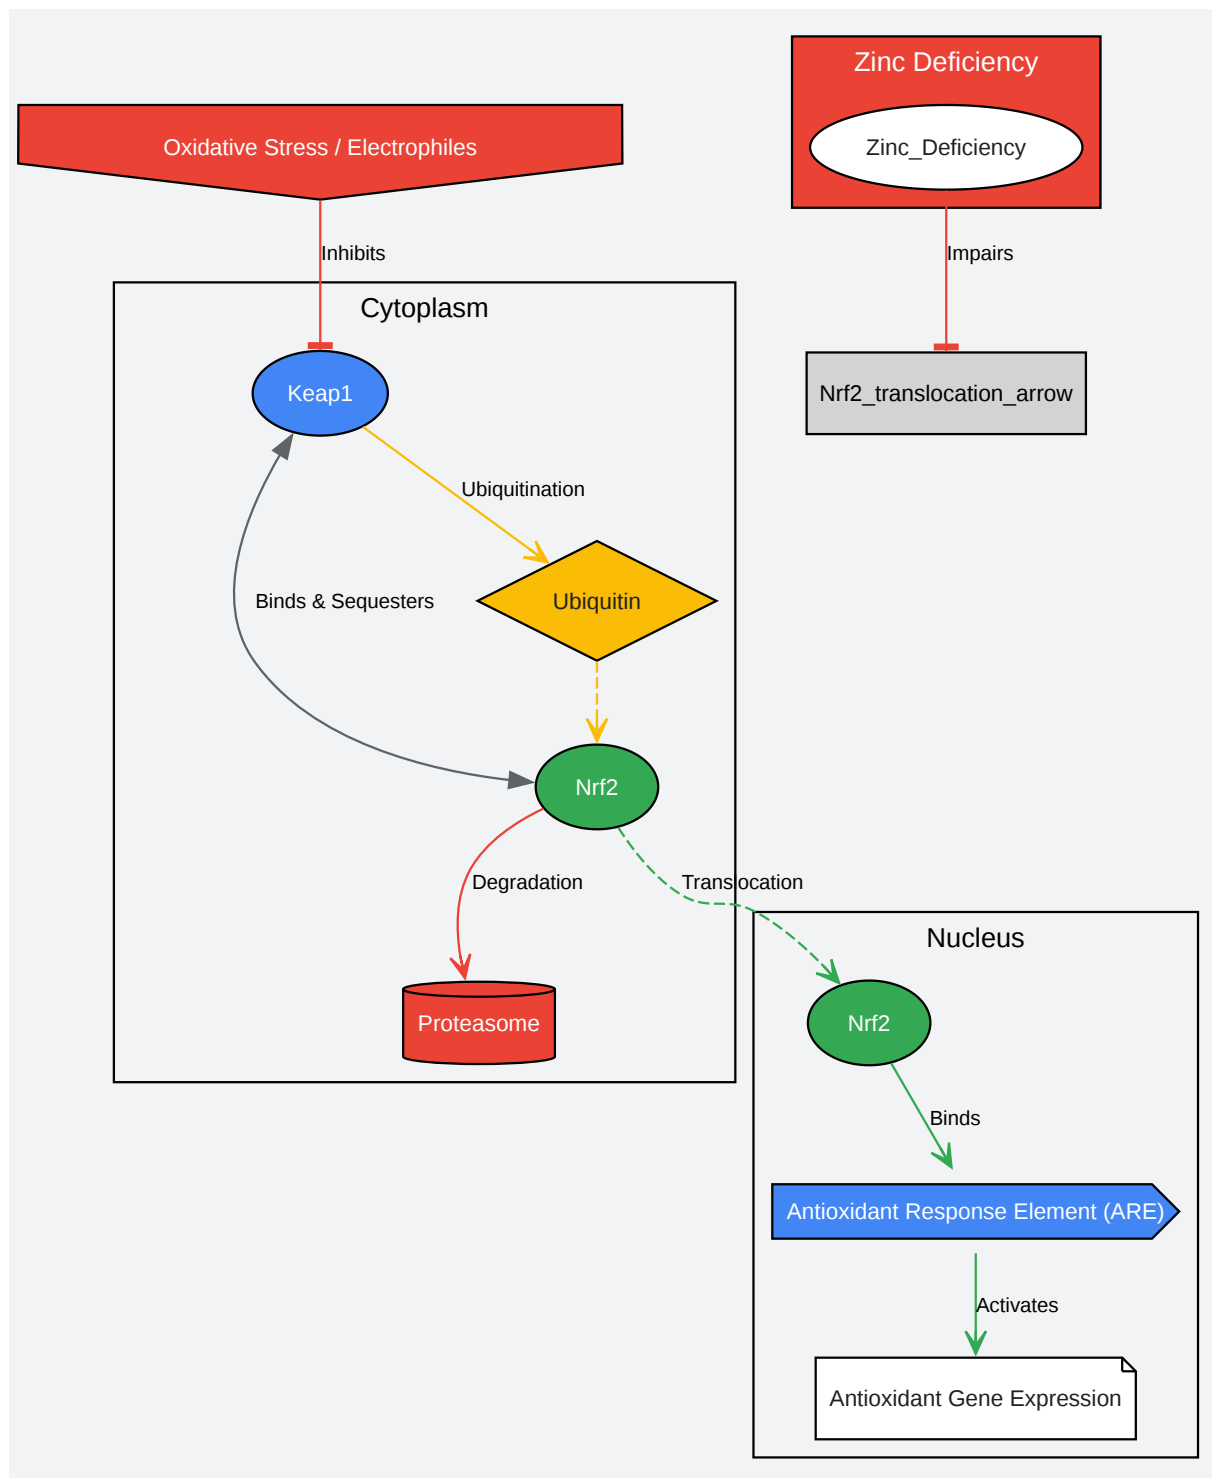 Zinc Deficiency
Oxidative Stress / Electrophiles
Zinc_Deficiency
Inhibits
Impairs
Cytoplasm
Keap1
Nrf2_translocation_arrow
Ubiquitination
Binds & Sequesters
Ubiquitin
Nrf2
Degradation
Translocation
Nucleus
Proteasome
Nrf2
Binds
Antioxidant Response Element (ARE)
Activates
Antioxidant Gene Expression